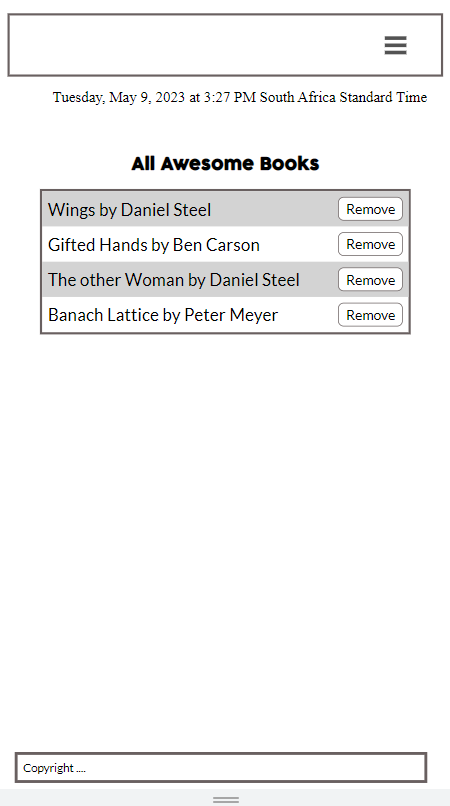 Tuesday, May 9, 2023 at 3:27 PM South Africa Standard Time
All Awesome Books
Wings by Daniel Steel Remove
Gifted Hands by Ben Carson Remove
The other Woman by Daniel Steel Remove
Banach Lattice by Peter Meyer Remove
Copyright ....